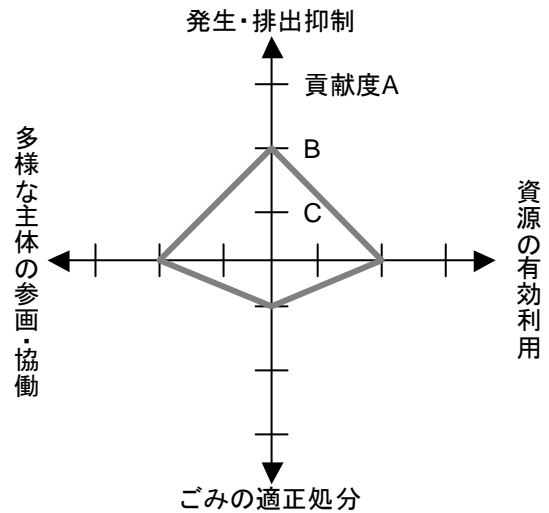 発生・排出抑制
貢献度A
B
C
多様な主体の参画・協働
資源の有効利用
ごみの適正処分